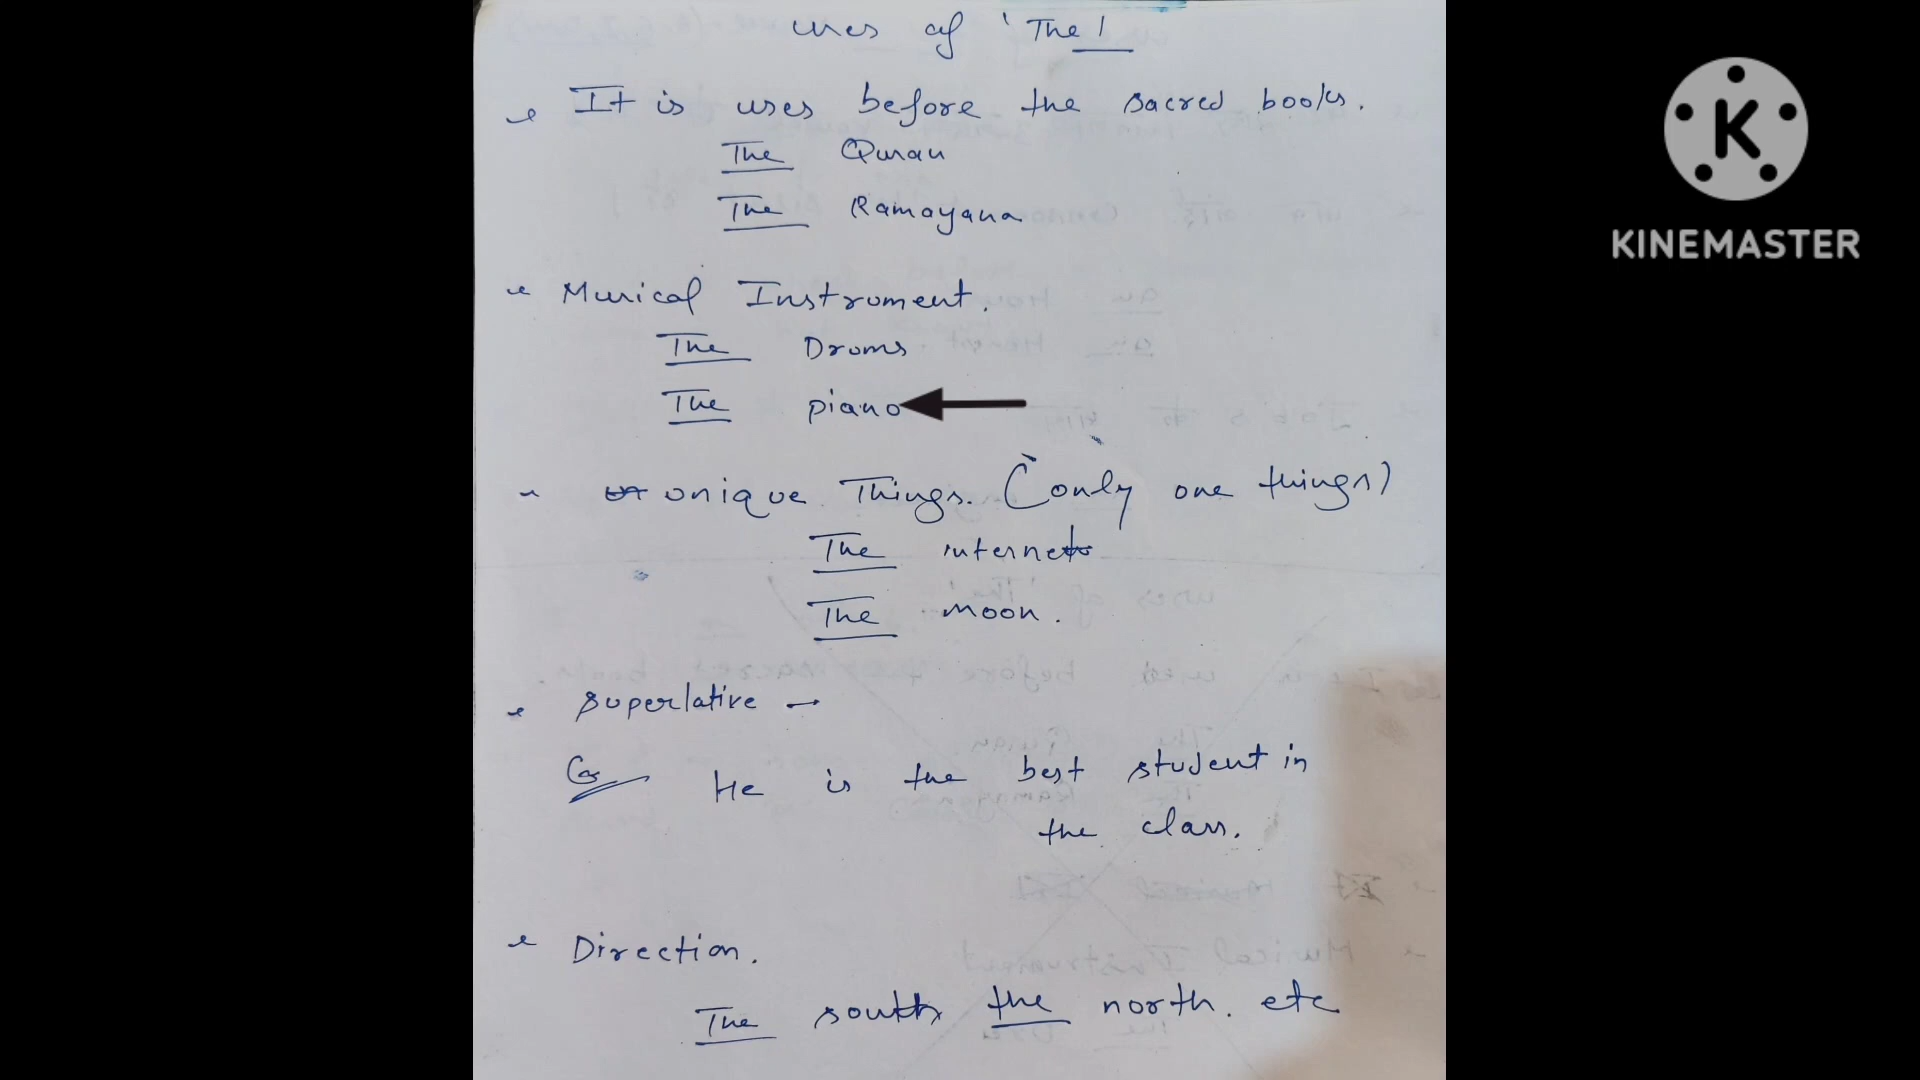 uses of 'The'
It is uses before the sacred books.
The Quran
The Ramayana
Musical Instrument.
The Droms
The piano
unique Things. (only one things)
The internet
The moon.
superlative →
eg He is the best student in
the class.
Direction.
The south the north. etc
KINEMASTER